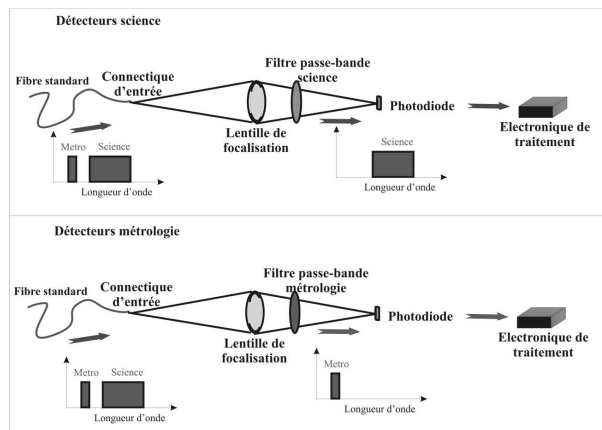 Détecteurs science
Filtre passe-bande
science
Connectique
d'entrée
Fibre standard
Photodiode
Lentille de
focalisation
Electronique de
traitement
Metro
Science
Longueur d'onde
Science
Longueur d'onde
Détecteurs métrologie
Filtre passe-bande
métrologie
Connectique
d'entrée
Fibre standard
Photodiode
Lentille de
focalisation
Electronique de
traitement
Metro
Science
Longueur d'onde
Metro
Longueur d'onde